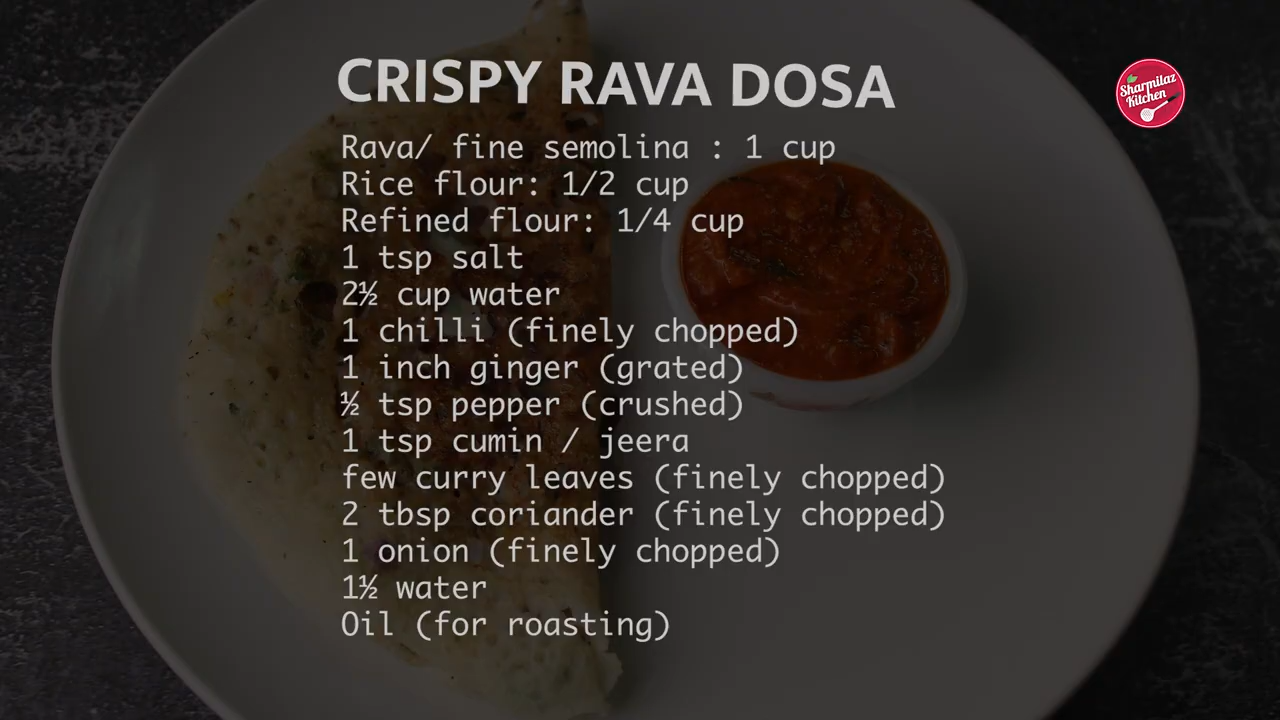 CRISPY RAVA DOSA
Sharmilaz
Kitchen
Rava/ fine semolina : 1 cup
Rice flour: 1/2 cup
Refined flour: 1/4 cup
1 tsp salt
2½ cup water
1 chilli (finely chopped)
1 inch ginger (grated)
½ tsp pepper (crushed)
1 tsp cumin / jeera
few curry leaves (finely chopped)
2 tbsp coriander (finely chopped)
1 onion (finely chopped)
1½ water
Oil (for roasting)